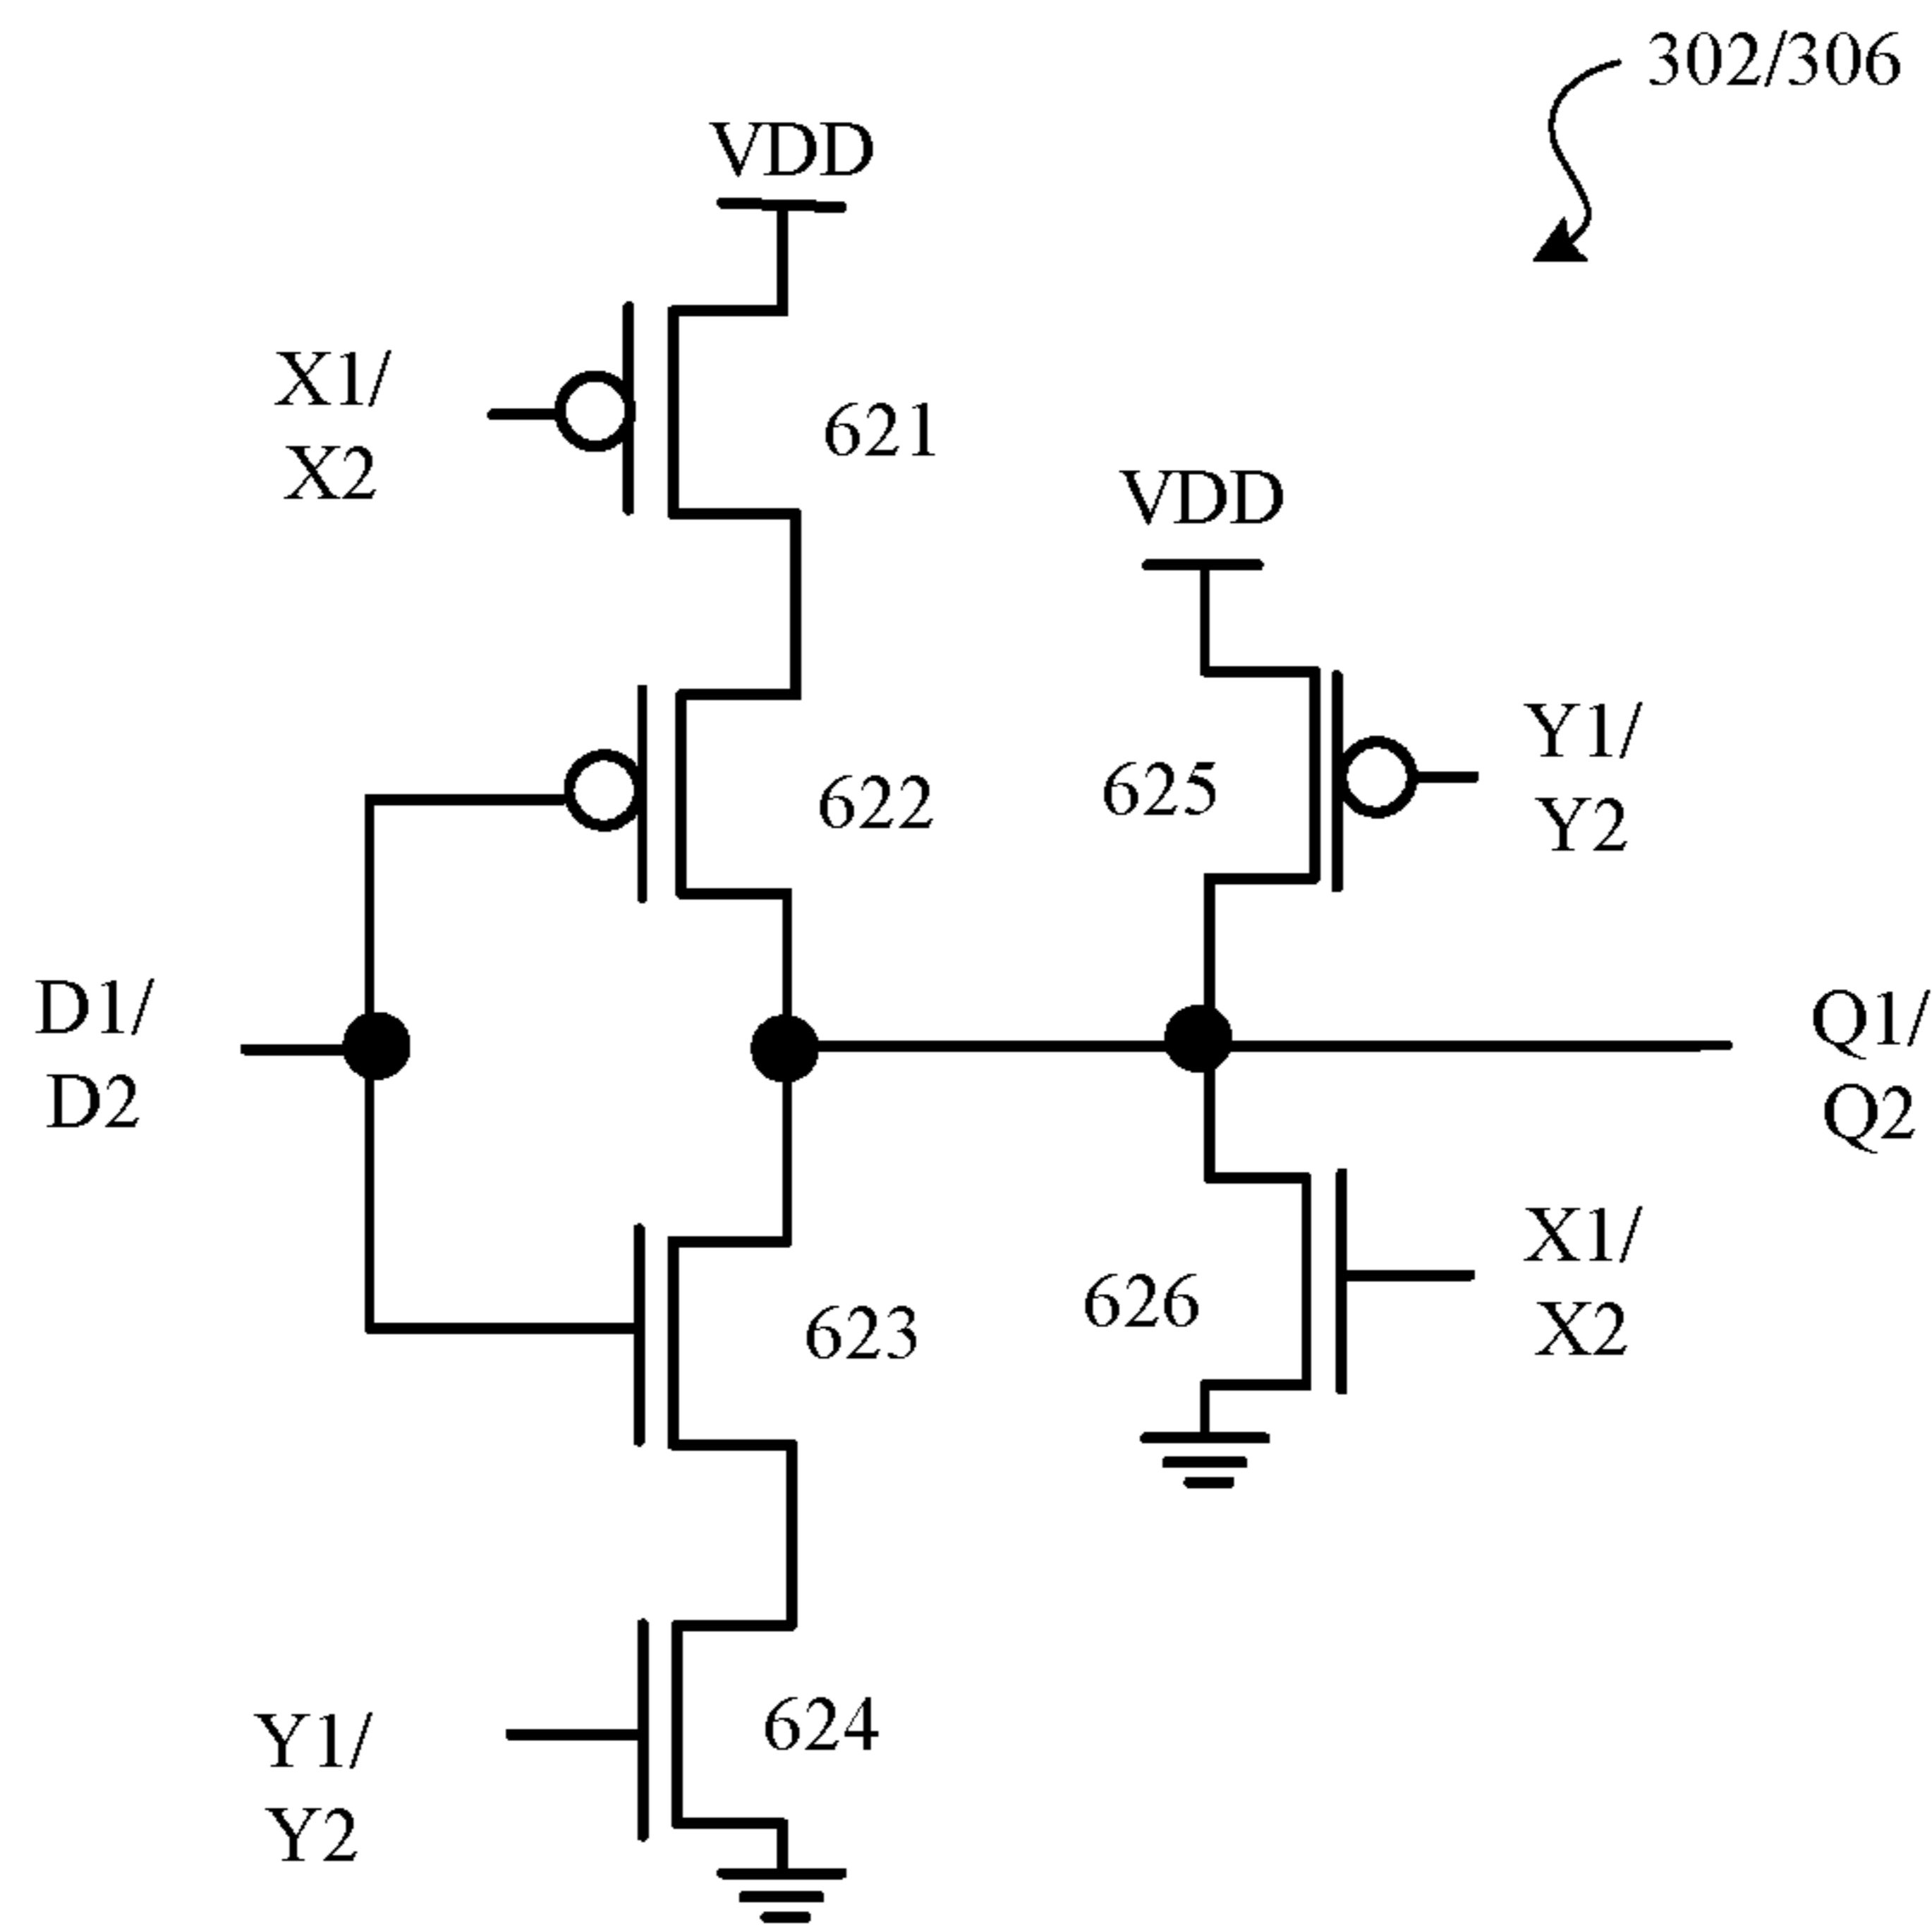 302/306
VDD
X1/
X2
621
VDD
622
625
Y1/
Y2
D1/
D2
Q1/
Q2
623
626
X1/
X2
Y1/
Y2
624